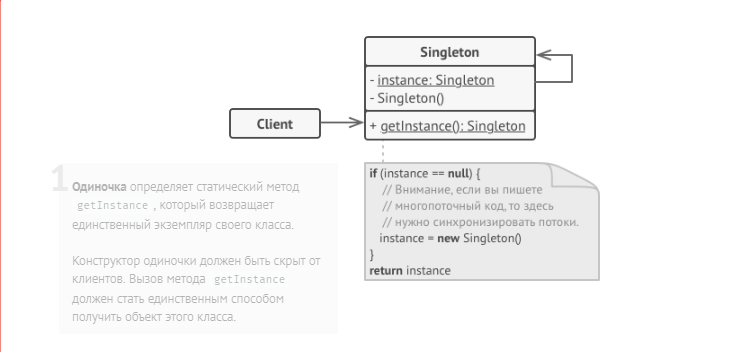 Singleton
- instance: Singleton
- Singleton()
+ getInstance(): Singleton
Client
if (instance == null) {
// Внимание, если вы пишете
// многопоточный код, то здесь
// нужно синхронизировать потоки.
instance = new Singleton()
}
return instance
1
Одиночка определяет статический метод
getInstance , который возвращает
единственный экземпляр своего класса.
Конструктор одиночки должен быть скрыт от
клиентов. Вызов метода getInstance
должен стать единственным способом
получить объект этого класса.